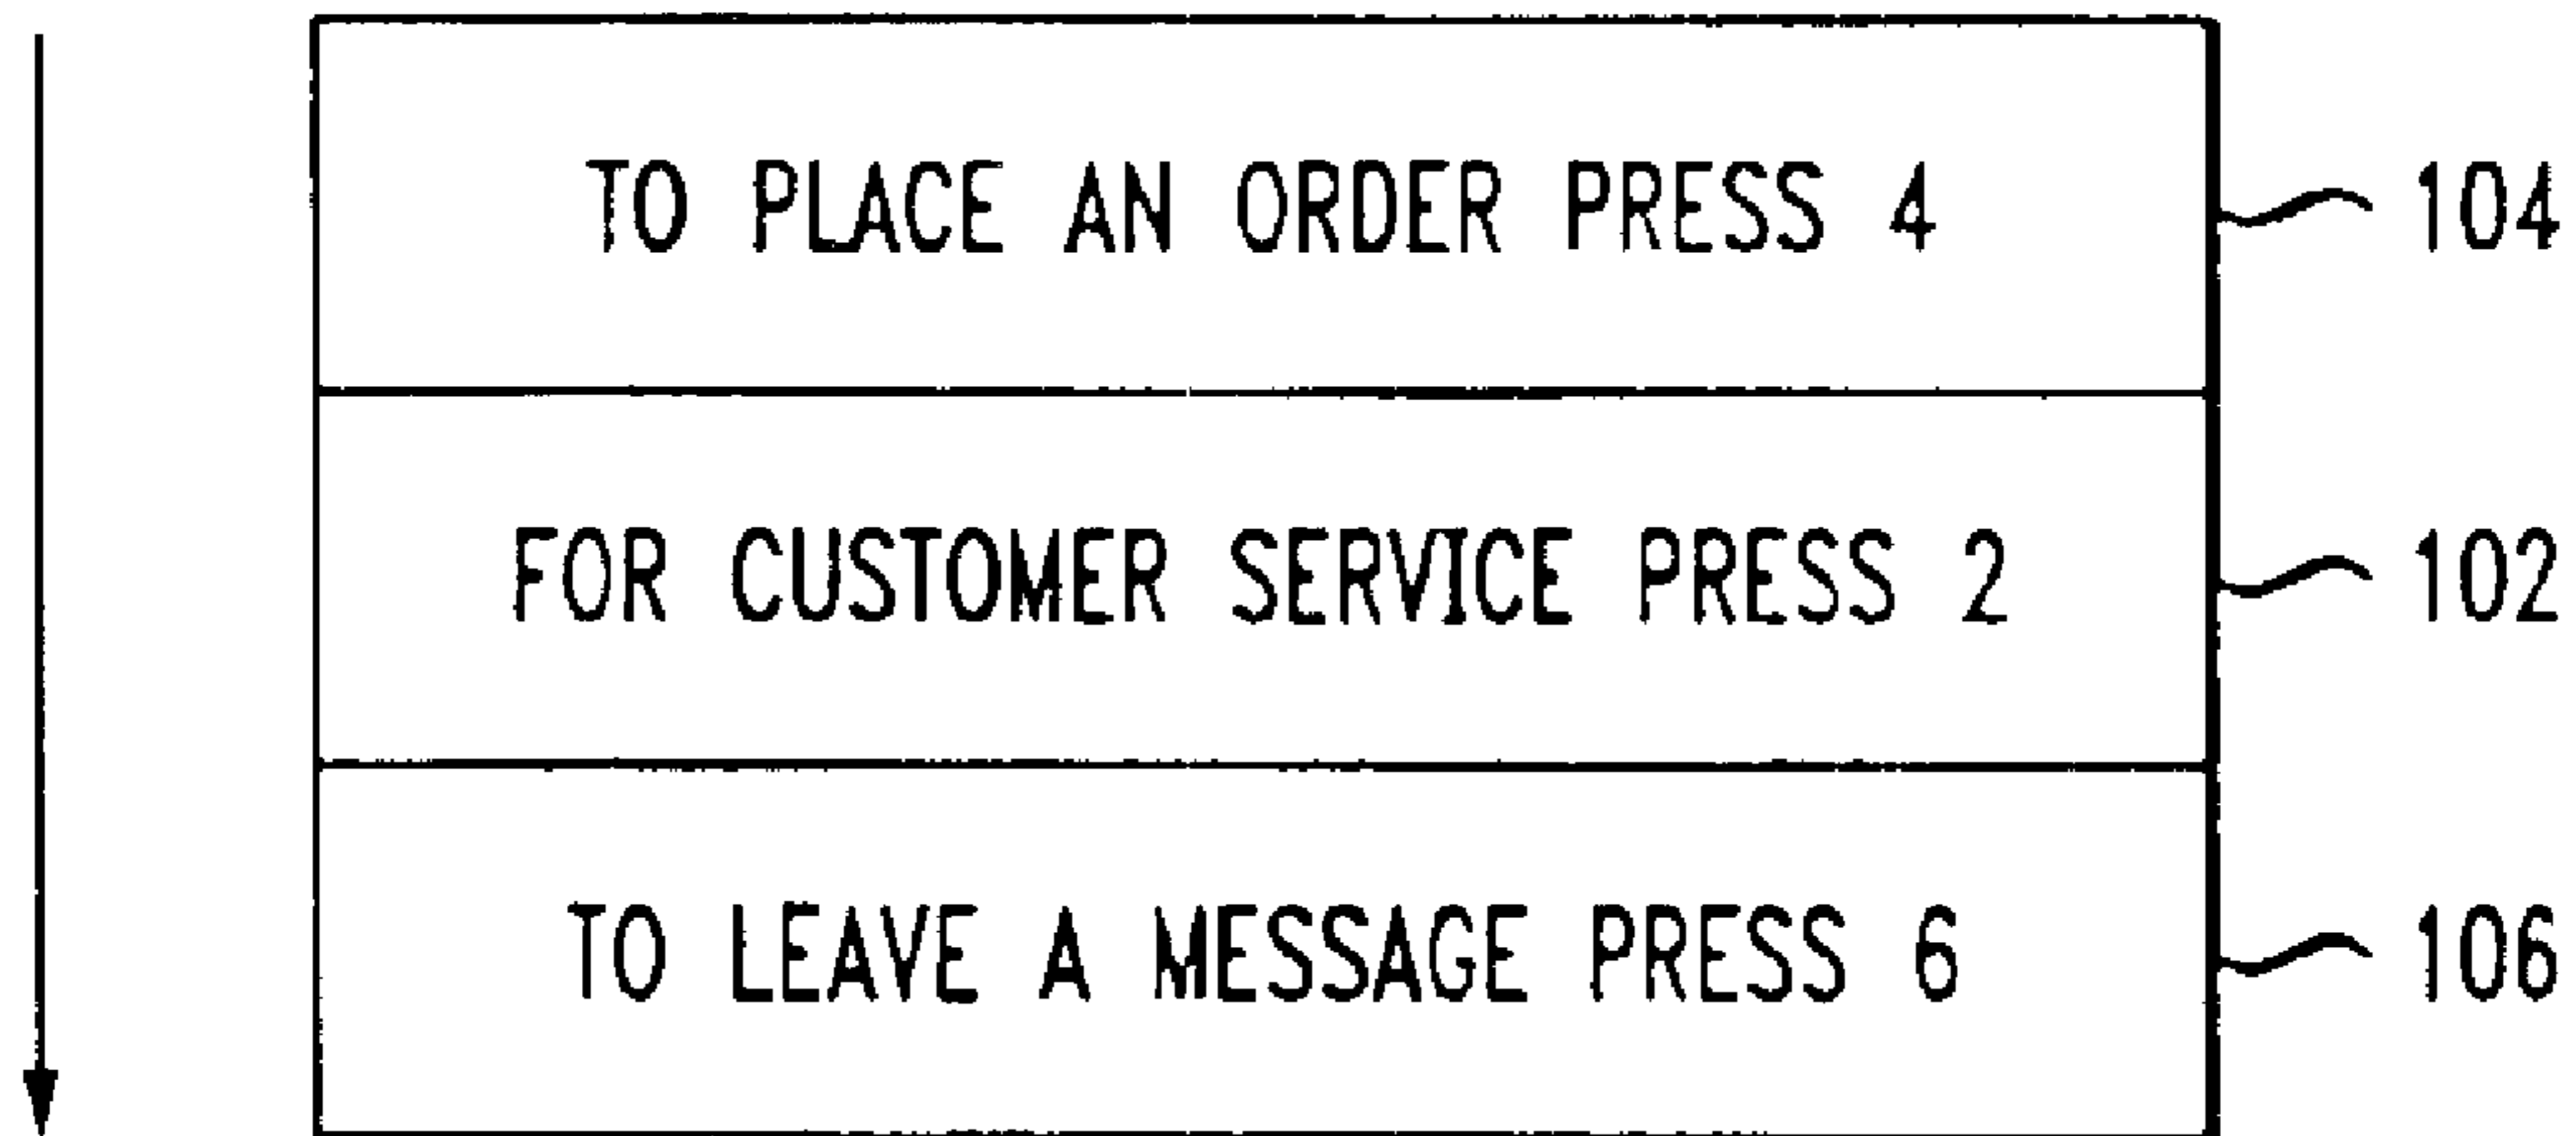 TO PLACE AN ORDER PRESS 4 104
FOR CUSTOMER SERVICE PRESS 2 102
TO LEAVE A MESSAGE PRESS 6 106